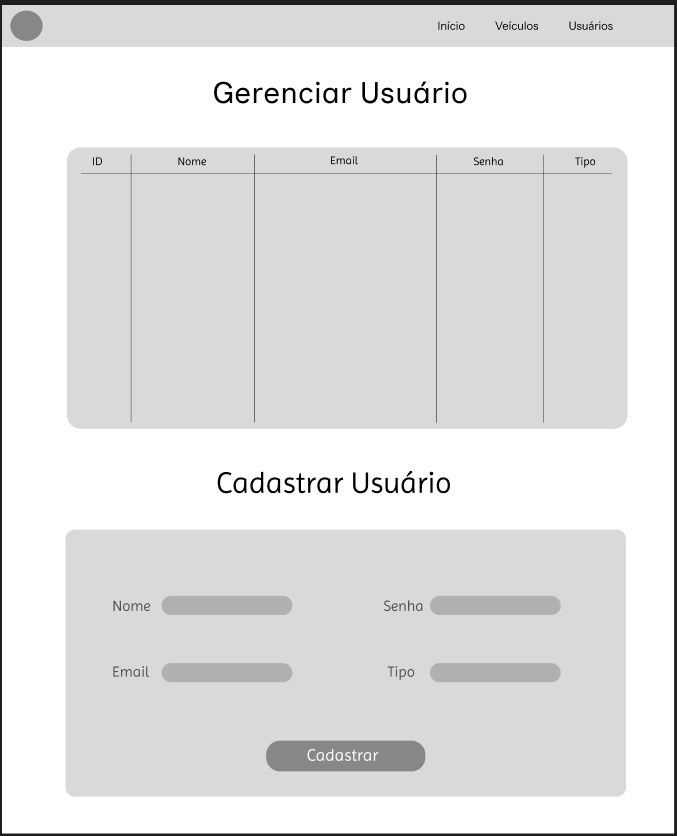 Início Veículos Usuários
Gerenciar Usuário
ID Nome Email Senha Tipo
Cadastrar Usuário
Nome Senha
Email Tipo
Cadastrar